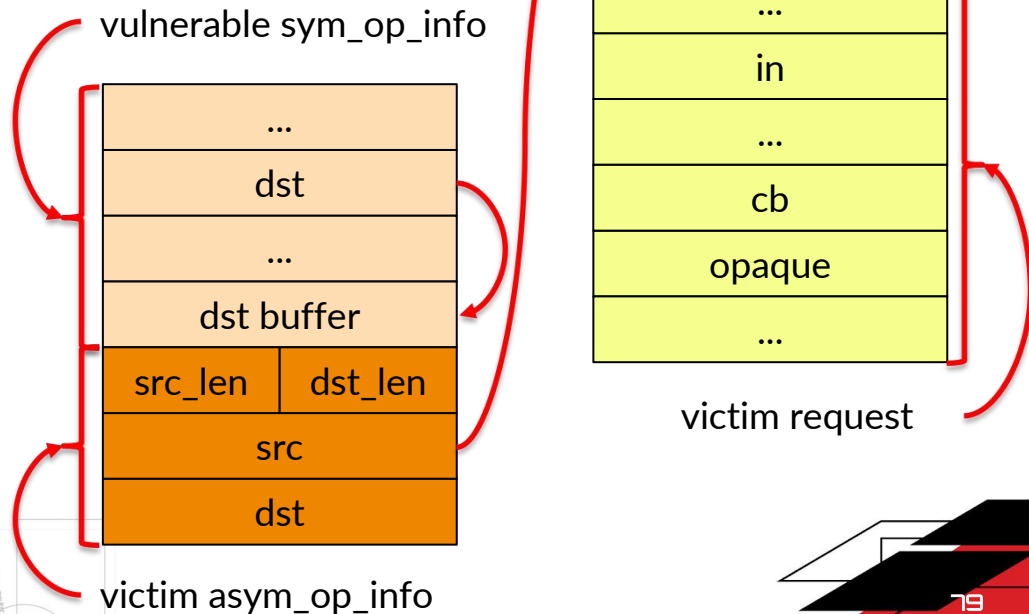 vulnerable sym_op_info
...
dst
...
dst buffer
src_len dst_len
src
dst
victim asym_op_info
...
in
...
cb
opaque
...
victim request
79